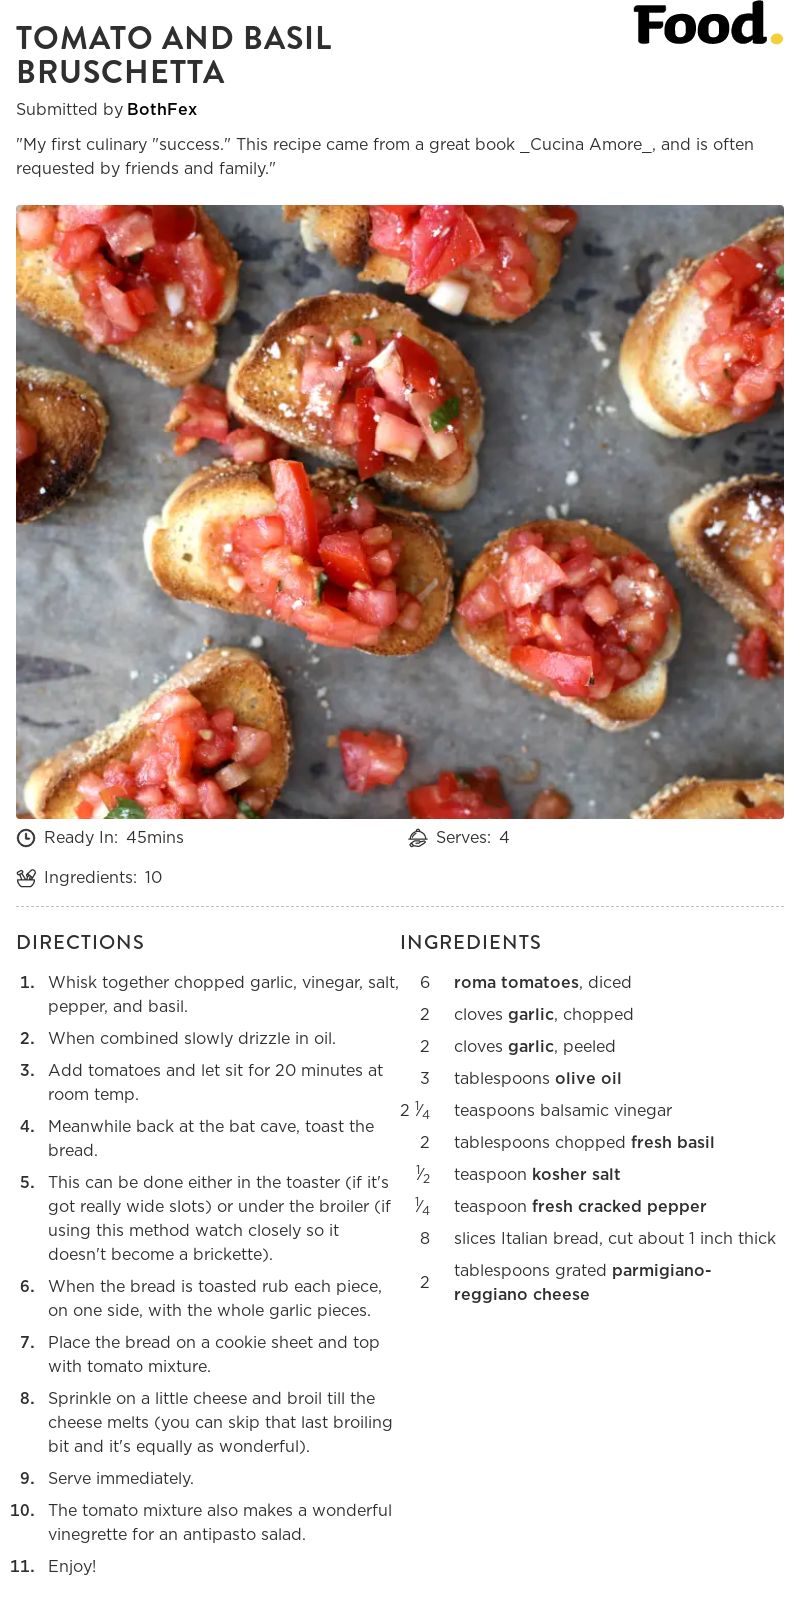 TOMATO AND BASIL
BRUSCHETTA
Food.
Submitted by BothFex
"My first culinary "success." This recipe came from a great book _Cucina Amore_, and is often
requested by friends and family."
Ready In: 45mins
Serves: 4
Ingredients: 10
DIRECTIONS
1. Whisk together chopped garlic, vinegar, salt,
pepper, and basil.
2. When combined slowly drizzle in oil.
3. Add tomatoes and let sit for 20 minutes at
room temp.
4. Meanwhile back at the bat cave, toast the
bread.
5. This can be done either in the toaster (if it's
got really wide slots) or under the broiler (if
using this method watch closely so it
doesn't become a brickette).
6. When the bread is toasted rub each piece,
on one side, with the whole garlic pieces.
7. Place the bread on a cookie sheet and top
with tomato mixture.
8. Sprinkle on a little cheese and broil till the
cheese melts (you can skip that last broiling
bit and it's equally as wonderful).
9. Serve immediately.
10. The tomato mixture also makes a wonderful
vinegrette for an antipasto salad.
11. Enjoy!
INGREDIENTS
6 roma tomatoes, diced
2 cloves garlic, chopped
2 cloves garlic, peeled
3 tablespoons olive oil
2 1⁄4 teaspoons balsamic vinegar
2 tablespoons chopped fresh basil
1⁄2 teaspoon kosher salt
1⁄4 teaspoon fresh cracked pepper
8 slices Italian bread, cut about 1 inch thick
2 tablespoons grated parmigiano-
reggiano cheese